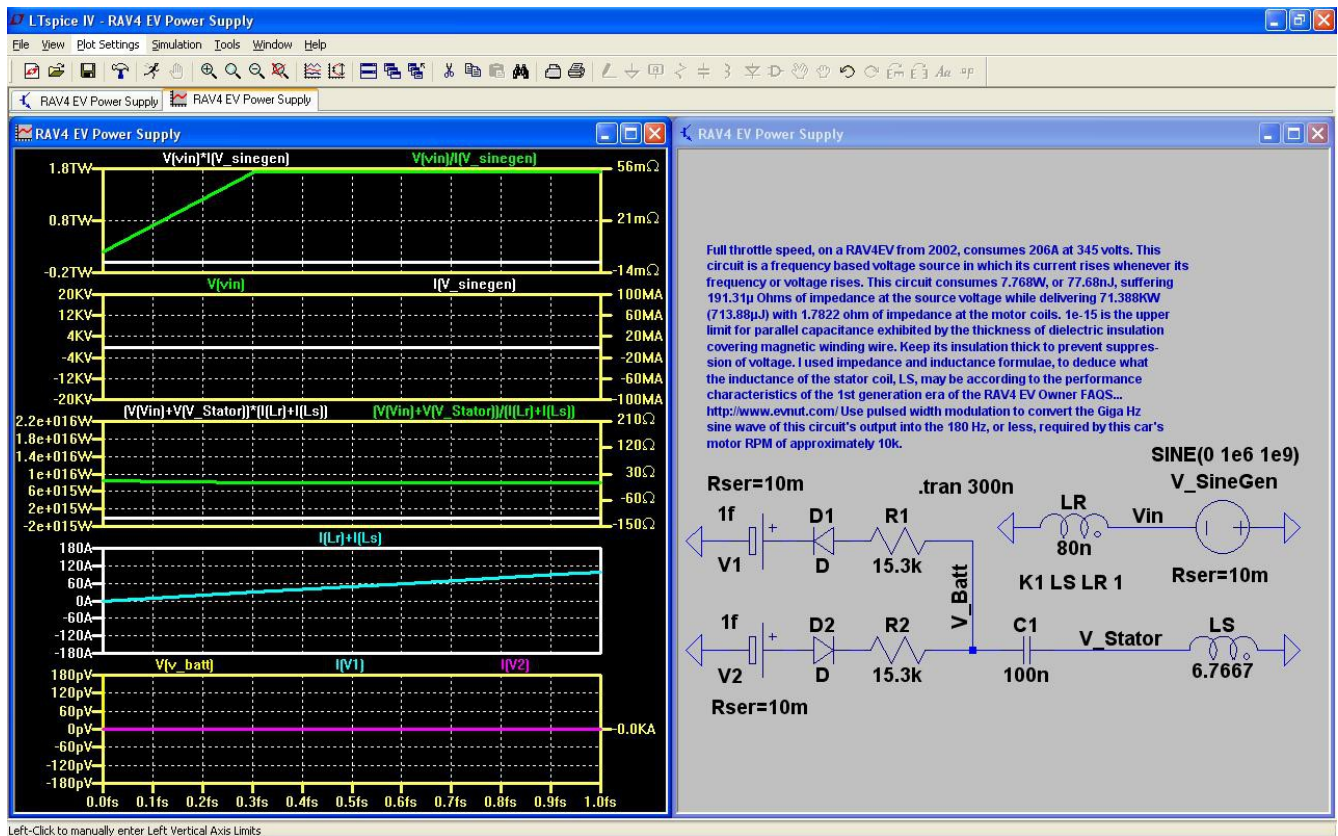 LTspice IV - RAV4 EV Power Supply
File View Plot Settings Simulation Tools Window Help
RAV4 EV Power Supply RAV4 EV Power Supply
RAV4 EV Power Supply
V(vin)*I(V_sinegen) V(vin)/I(V_sinegen)
1.8TW 56mΩ
0.8TW 21mΩ
-0.2TW -14mΩ
V(vin) I(V_sinegen)
20KV 100MA
12KV 60MA
4KV 20MA
-4KV -20MA
-12KV -60MA
-20KV -100MA
(V(Vin)+V(V_Stator))*(I(Lr)+I(Ls)) (V(Vin)+V(V_Stator))/(I(Lr)+I(Ls))
2.2e+016W 210Ω
1.8e+016W
1.4e+016W 120Ω
1e+016W 30Ω
6e+015W -60Ω
2e+015W
-2e+015W -150Ω
I(Lr)+I(Ls)
180A
120A
60A
0A
-60A
-120A
-180A
V(v_batt) I(V1) I(V2)
180pV
120pV
60pV
0pV -0.0KA
-60pV
-120pV
-180pV
0.0fs 0.1fs 0.2fs 0.3fs 0.4fs 0.5fs 0.6fs 0.7fs 0.8fs 0.9fs 1.0fs
RAV4 EV Power Supply
Full throttle speed, on a RAV4EV from 2002, consumes 206A at 345 volts. This
circuit is a frequency based voltage source in which its current rises whenever its
frequency or voltage rises. This circuit consumes 7.768W, or 77.68nJ, suffering
191.31µ Ohms of impedance at the source voltage while delivering 71.388KW
(713.88µJ) with 1.7822 ohm of impedance at the motor coils. 1e-15 is the upper
limit for parallel capacitance exhibited by the thickness of dielectric insulation
covering magnetic winding wire. Keep its insulation thick to prevent suppres-
sion of voltage. I used impedance and inductance formulae, to deduce what
the inductance of the stator coil, LS, may be according to the performance
characteristics of the 1st generation era of the RAV4 EV Owner FAQS...
http://www.evnut.com/ Use pulsed width modulation to convert the Giga Hz
sine wave of this circuit's output into the 180 Hz, or less, required by this car's
motor RPM of approximately 10k.
SINE(0 1e6 1e9)
Rser=10m .tran 300n V_SineGen
1f D1 R1 LR Vin
V1 D 15.3k 80n
K1 LS LR 1 Rser=10m
V_Batt
1f D2 R2 C1 V_Stator LS
V2 D 15.3k 100n 6.7667
Rser=10m
Left-Click to manually enter Left Vertical Axis Limits